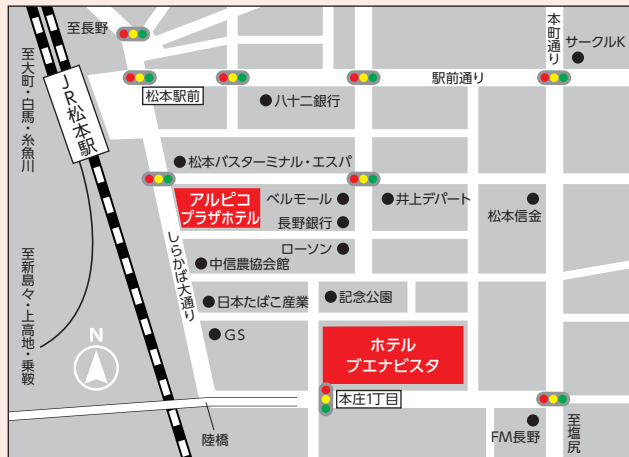 至長野
本町通り
サークルK
至大町・白馬・糸魚川
JR松本駅
松本駅前
駅前通り
八十二銀行
松本バスターミナル・エスパ
アルピコ
プラザホテル
ベルモール
井上デパート
長野銀行
松本信金
しらかば大通り
ローソン
中信農協会館
至新島々・上高地・乗鞍
日本たばこ産業
記念公園
GS
N
ホテル
ブエナビスタ
本庄1丁目
陸橋
FM長野
至塩尻